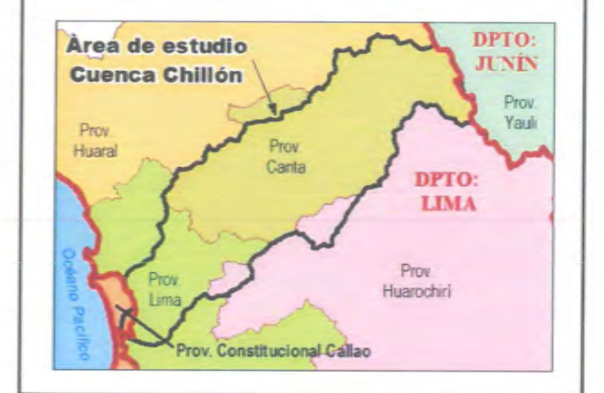 Àrea de estudio
Cuenca Chillón
DPTO:
JUNÍN
Prov.
Yauli
Prov.
Huaral
Prov.
Canta
DPTO:
LIMA
Océano Pacífico
Prov.
Lima
Prov.
Huarochirí
Prov. Constitucional Callao